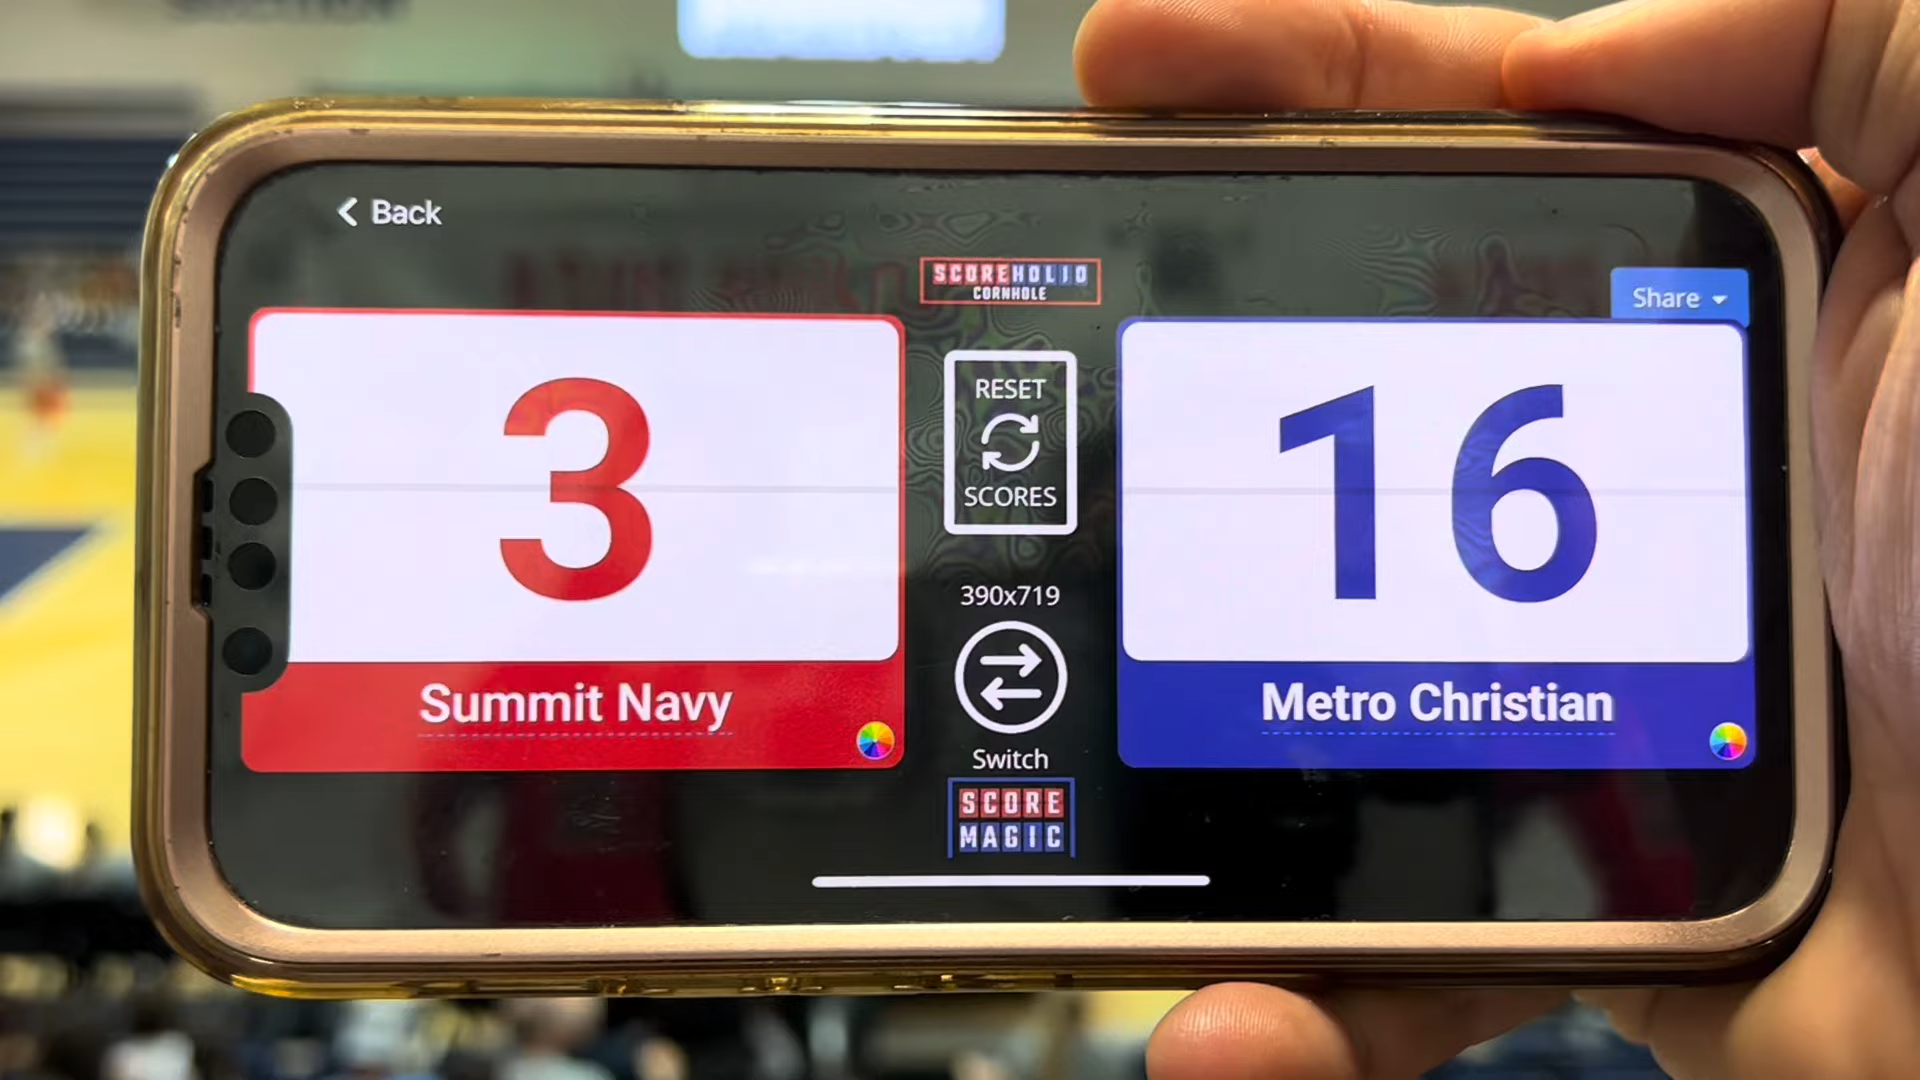 Back
SCOREHOLIO
CORNHOLE
Share
3
RESET
SCORES
16
390x719
Summit Navy
Switch
Metro Christian
SCORE
MAGIC